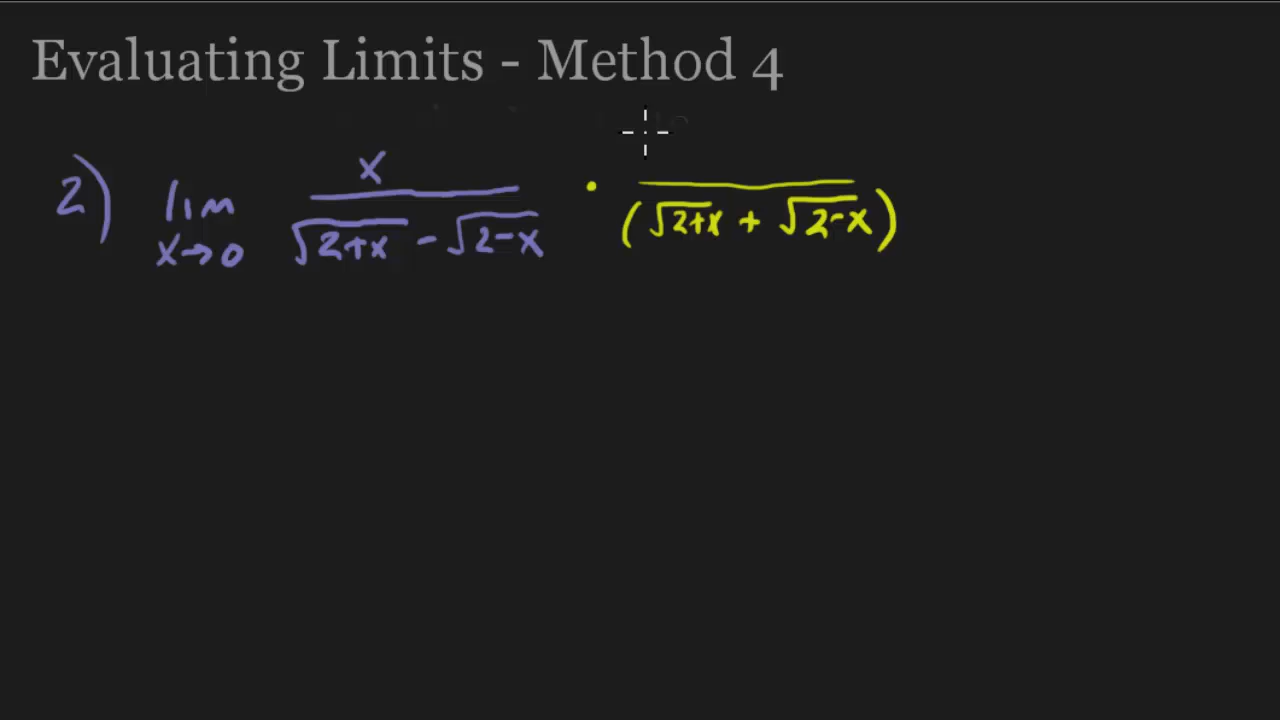 Evaluating Limits - Method 4
2) lim x→0 x / (√2+x - √2-x) · / (√2+x + √2-x)